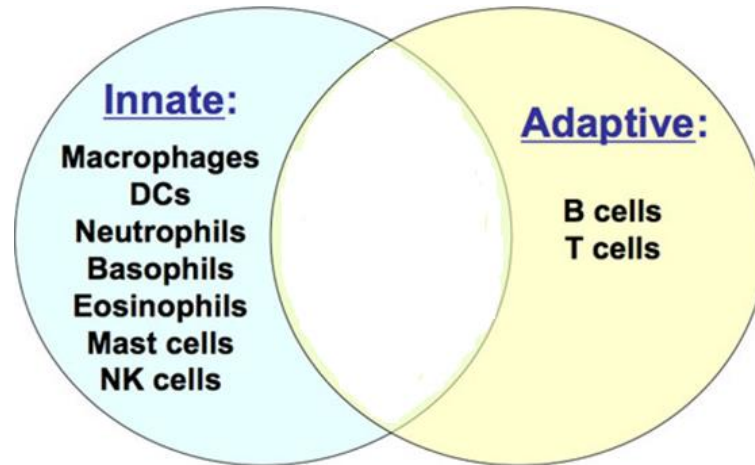 Innate:
Macrophages
DCs
Neutrophils
Basophils
Eosinophils
Mast cells
NK cells
Adaptive:
B cells
T cells